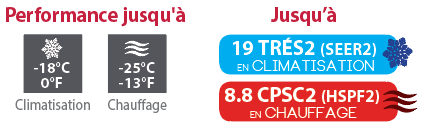 Performance jusqu'à
-18°C
0°F
Climatisation
-25°C
-13°F
Chauffage
Jusqu’à
19 TRÉS2 (SEER2)
EN CLIMATISATION
8.8 CPSC2 (HSPF2)
EN CHAUFFAGE